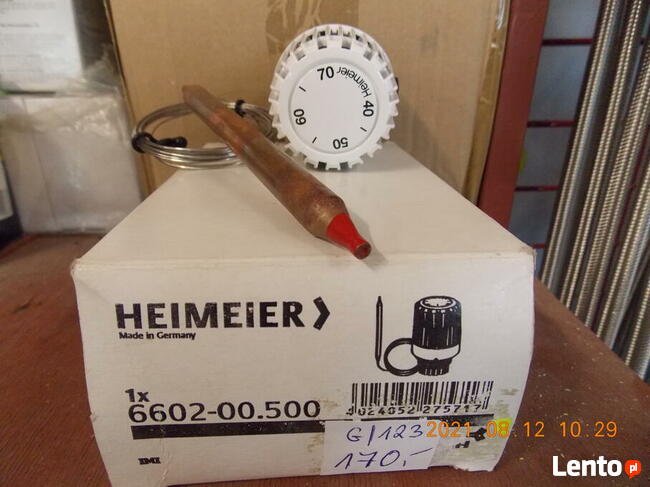 70
Heimeier
40
60
50
HEIMEIER
Made in Germany
1x
6602-00.500
4024052 275717
G/123
170,-
2021.08.12 10:29
IMI
Lento.pl